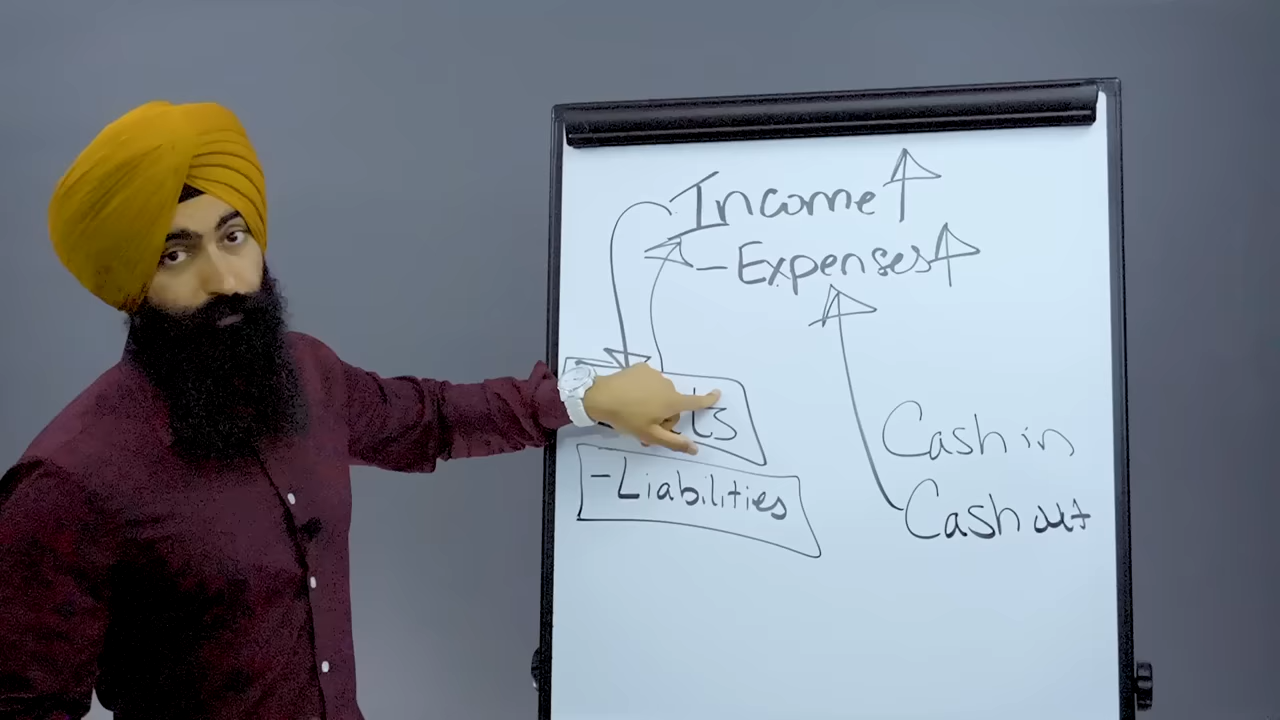 Income
- Expenses
- Liabilities
Cash in
Cash out